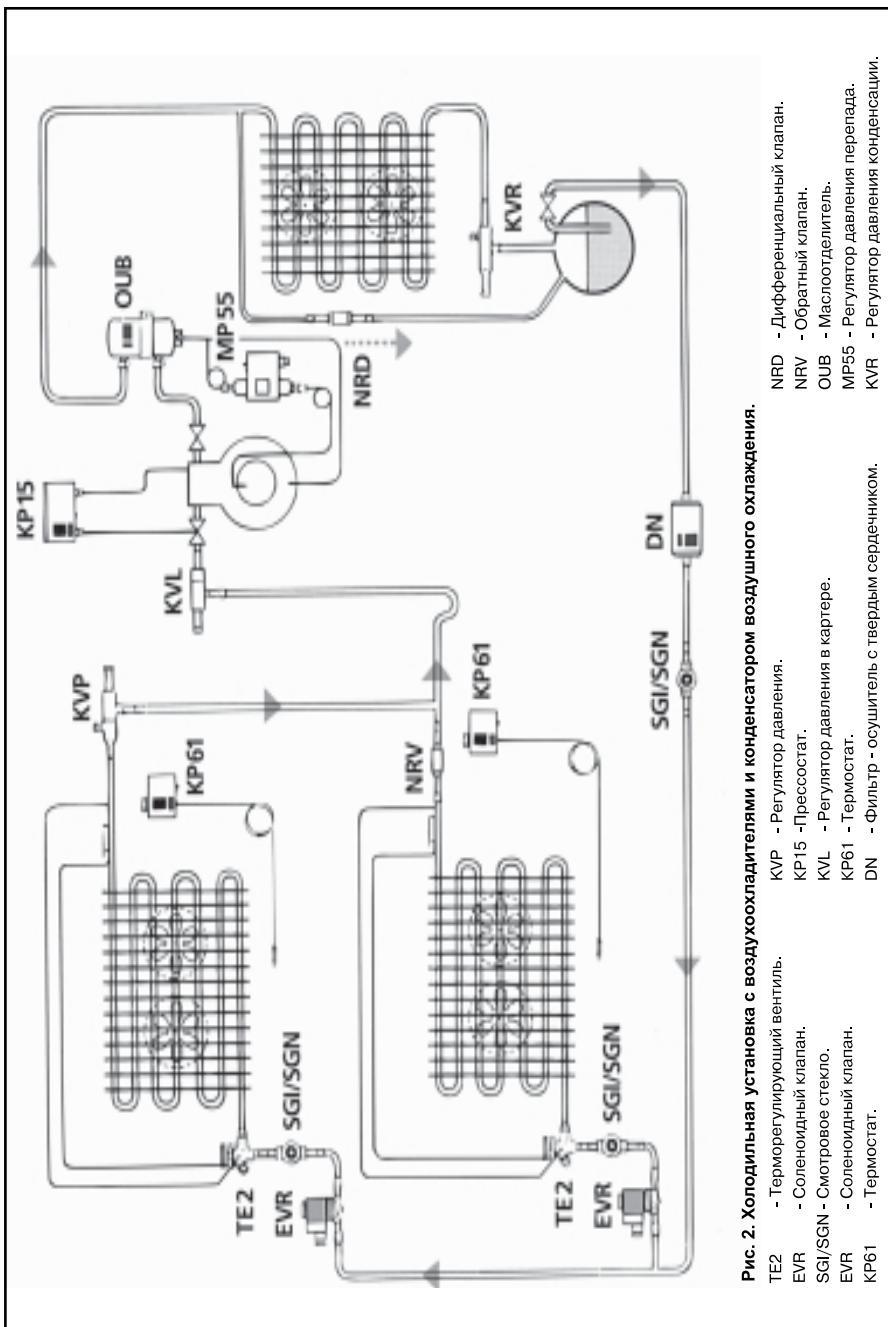 OUB
KP15
MP55
NRD
KVR
KVL
KVP
KP61
KP61
NRV
DN
SGI/SGN
SGI/SGN
SGI/SGN
TE2
EVR
TE2
EVR
Рис. 2. Холодильная установка с воздухоохладителями и конденсатором воздушного охлаждения.
TE2 - Терморегулирующий вентиль.
EVR - Соленоидный клапан.
SGI/SGN - Смотровое стекло.
EVR - Соленоидный клапан.
KP61 - Термостат.
KVP - Регулятор давления.
KP15 -Прессостат.
KVL - Регулятор давления в картере.
KP61 - Термостат.
DN - Фильтр - осушитель с твердым сердечником.
NRD - Дифференциальный клапан.
NRV - Обратный клапан.
OUB - Маслоотделитель.
MP55 - Регулятор давления перепада.
KVR - Регулятор давления конденсации.